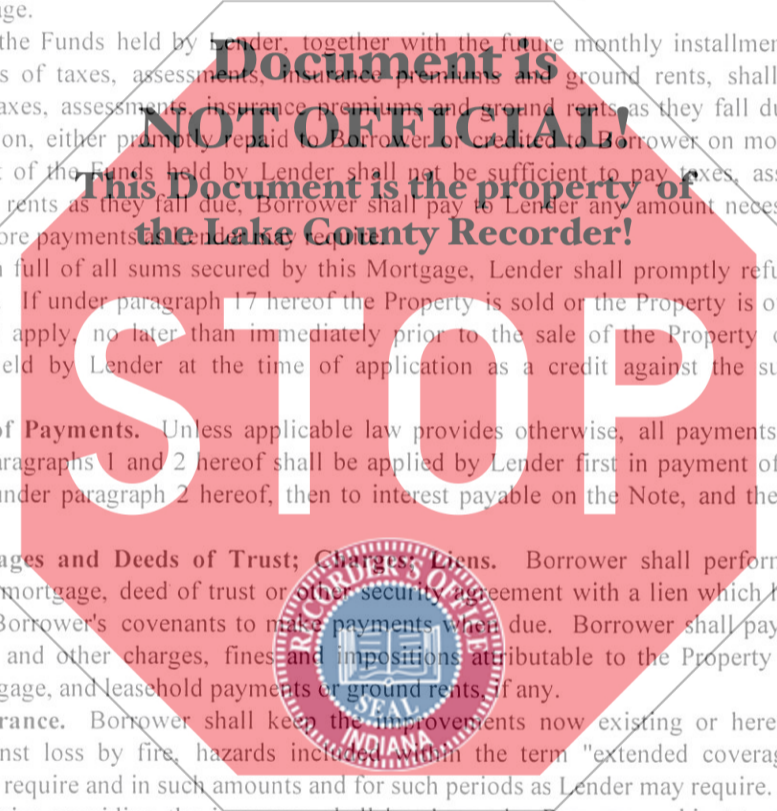 ge.
the Funds held by Lender, together with the future monthly installmen
s of taxes, assessments, insurance premiums and ground rents, shall
axes, assessments, insurance premiums and ground rents as they fall du
on, either promptly repaid to Borrower or credited to Borrower on mo
t of the Funds held by Lender shall not be sufficient to pay taxes, ass
rents as they fall due, Borrower shall pay to Lender any amount neces
ore payments as Lender may require.
n full of all sums secured by this Mortgage, Lender shall promptly refu
If under paragraph 17 hereof the Property is sold or the Property is o
apply, no later than immediately prior to the sale of the Property o
eld by Lender at the time of application as a credit against the su
of Payments. Unless applicable law provides otherwise, all payments
aragraphs 1 and 2 hereof shall be applied by Lender first in payment of
under paragraph 2 hereof, then to interest payable on the Note, and the
ages and Deeds of Trust; Charges; Liens. Borrower shall perform
mortgage, deed of trust or other security agreement with a lien which h
Borrower's covenants to make payments when due. Borrower shall pay
and other charges, fines and impositions attributable to the Property
gage, and leasehold payments or ground rents, if any.
rance. Borrower shall keep the improvements now existing or here
nst loss by fire, hazards included within the term "extended coverag
require and in such amounts and for such periods as Lender may require.
Document is
NOT OFFICIAL!
This Document is the property of
the Lake County Recorder!
STOP
RECORDER'S OFFICE
SEAL
INDIANA